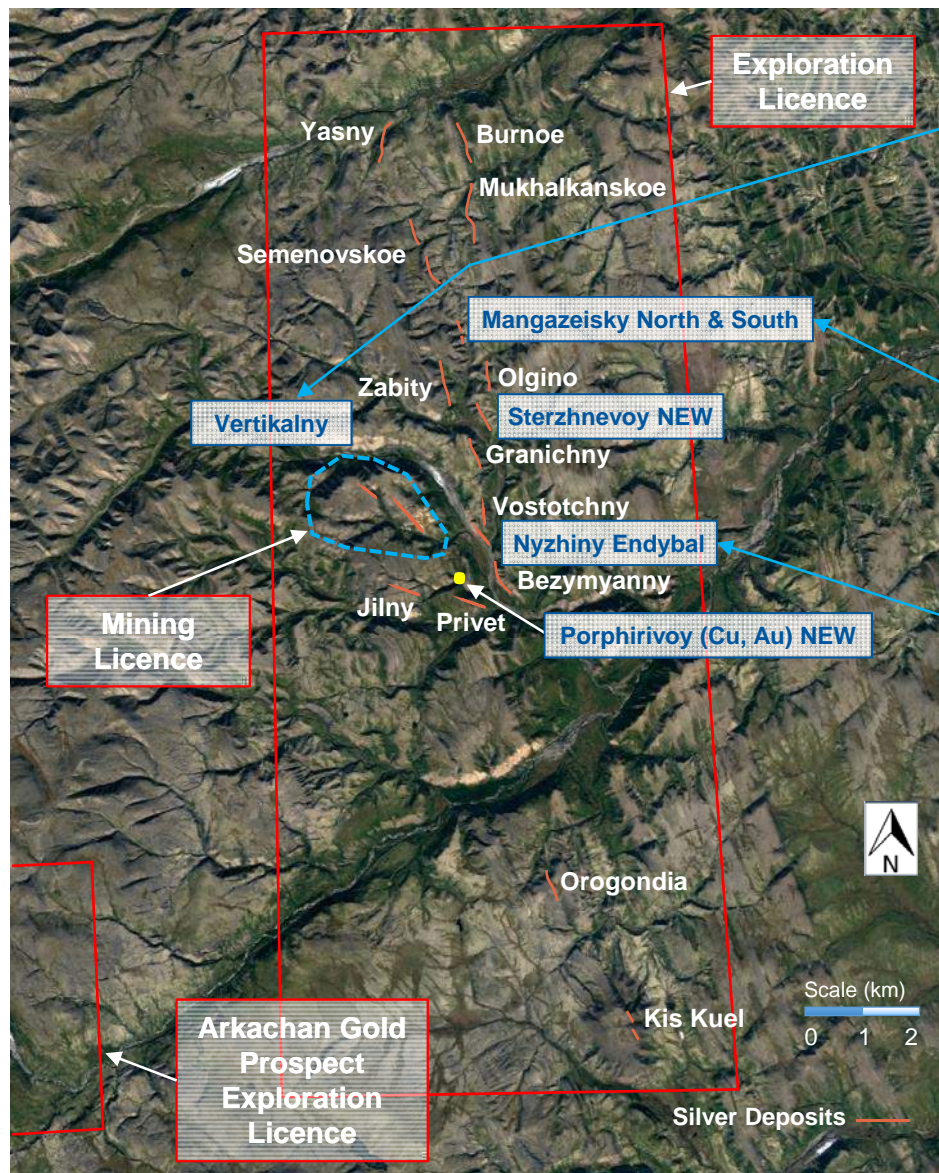 Exploration
Licence
Yasny
Burnoe
Mukhalkanskoe
Semenovskoe
Mangazeisky North & South
Zabity
Olgino
Vertikalny
Sterzhnevoy NEW
Granichny
Vostotchny
Nyzhiny Endybal
Bezymyanny
Jilny
Privet
Mining
Licence
Porphirivoy (Cu, Au) NEW
N
Orogondia
Scale (km)
0 1 2
Kis Kuel
Arkachan Gold
Prospect
Exploration
Licence
Silver Deposits